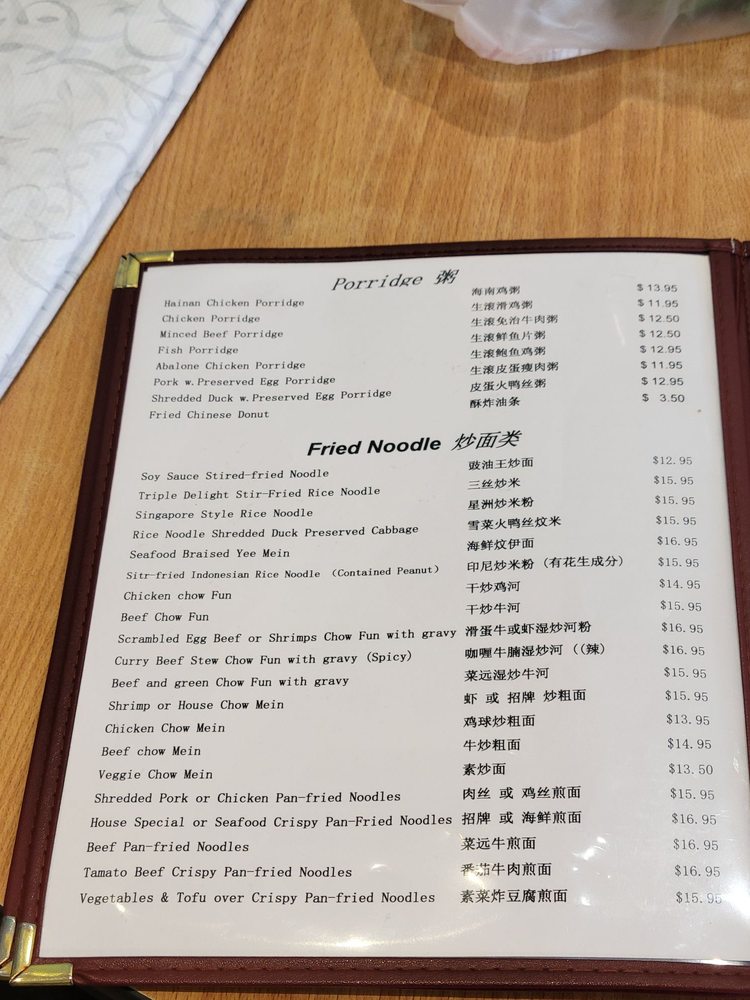 Porridge 粥
Hainan Chicken Porridge 海南鸡粥 $ 13.95
Chicken Porridge 生滚滑鸡粥 $ 11.95
Minced Beef Porridge 生滚免治牛肉粥 $ 12.50
Fish Porridge 生滚鲜鱼片粥 $ 12.50
Abalone Chicken Porridge 生滚鲍鱼鸡粥 $ 12.95
Pork w.Preserved Egg Porridge 生滚皮蛋瘦肉粥 $ 11.95
Shredded Duck w.Preserved Egg Porridge 皮蛋火鸭丝粥 $ 12.95
Fried Chinese Donut 酥炸油条 $ 3.50
Fried Noodle 炒面类
Soy Sauce Stired-fried Noodle 豉油王炒面 $12.95
Triple Delight Stir-Fried Rice Noodle 三丝炒米 $15.95
Singapore Style Rice Noodle 星洲炒米粉 $15.95
Rice Noodle Shredded Duck Preserved Cabbage 雪菜火鸭丝炆米 $15.95
Seafood Braised Yee Mein 海鲜炆伊面 $16.95
Sitr-fried Indonesian Rice Noodle （Contained Peanut） 印尼炒米粉 (有花生成分) $15.95
Chicken chow Fun 干炒鸡河 $14.95
Beef Chow Fun 干炒牛河 $15.95
Scrambled Egg Beef or Shrimps Chow Fun with gravy 滑蛋牛或虾湿炒河粉 $16.95
Curry Beef Stew Chow Fun with gravy (Spicy) 咖喱牛腩湿炒河 ((辣) $16.95
Beef and green Chow Fun with gravy 菜远湿炒牛河 $15.95
Shrimp or House Chow Mein 虾 或 招牌 炒粗面 $15.95
Chicken Chow Mein 鸡球炒粗面 $13.95
Beef chow Mein 牛炒粗面 $14.95
Veggie Chow Mein 素炒面 $13.50
Shredded Pork or Chicken Pan-fried Noodles 肉丝 或 鸡丝煎面 $15.95
House Special or Seafood Crispy Pan-Fried Noodles 招牌 或 海鲜煎面 $16.95
Beef Pan-fried Noodles 菜远牛煎面 $16.95
Tamato Beef Crispy Pan-fried Noodles 番茄牛肉煎面 $16.95
Vegetables & Tofu over Crispy Pan-fried Noodles 素菜炸豆腐煎面 $15.95